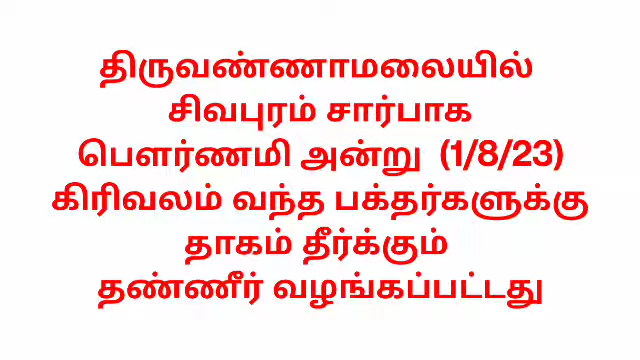 திருவண்ணாமலையில்
சிவபுரம் சார்பாக
பௌர்ணமி அன்று (1/8/23)
கிரிவலம் வந்த பக்தர்களுக்கு
தாகம் தீர்க்கும்
தண்ணீர் வழங்கப்பட்டது